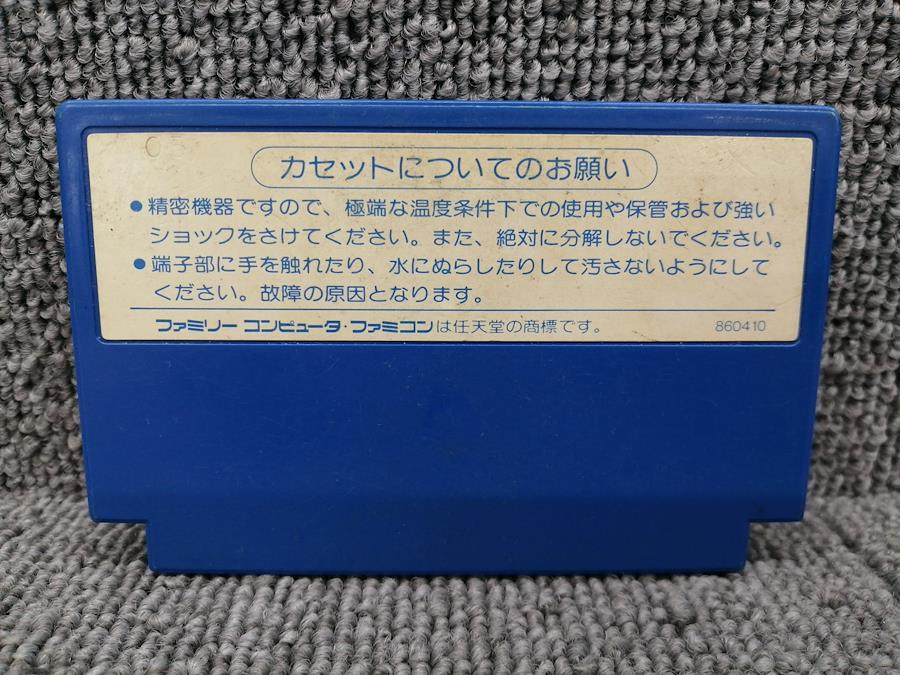 カセットについてのお願い
●精密機器ですので、極端な温度条件下での使用や保管および強い
ショックをさけてください。また、絶対に分解しないでください。
●端子部に手を触れたり、水にぬらしたりして汚さないようにして
ください。故障の原因となります。
ファミリー コンピュータ・ファミコンは任天堂の商標です。 860410